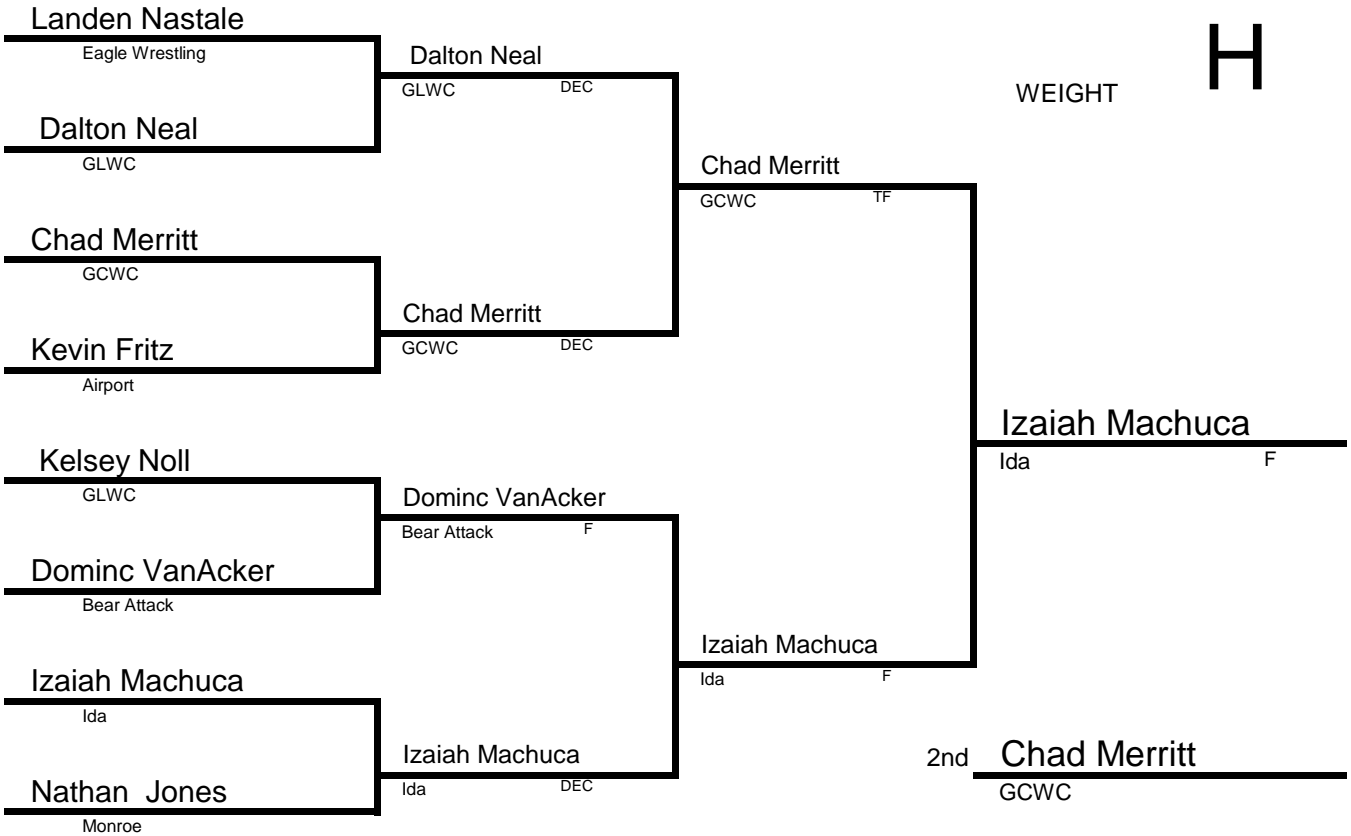 Landen Nastale
Eagle Wrestling
Dalton Neal
GLWC DEC
WEIGHT
H
Dalton Neal
GLWC
Chad Merritt
GCWC TF
Chad Merritt
GCWC
Chad Merritt
GCWC DEC
Kevin Fritz
Airport
Izaiah Machuca
Ida F
Kelsey Noll
GLWC
Dominc VanAcker
Bear Attack F
Dominc VanAcker
Bear Attack
Izaiah Machuca
Ida F
Izaiah Machuca
Ida
Izaiah Machuca
Ida DEC
2nd Chad Merritt
GCWC
Nathan  Jones
Monroe